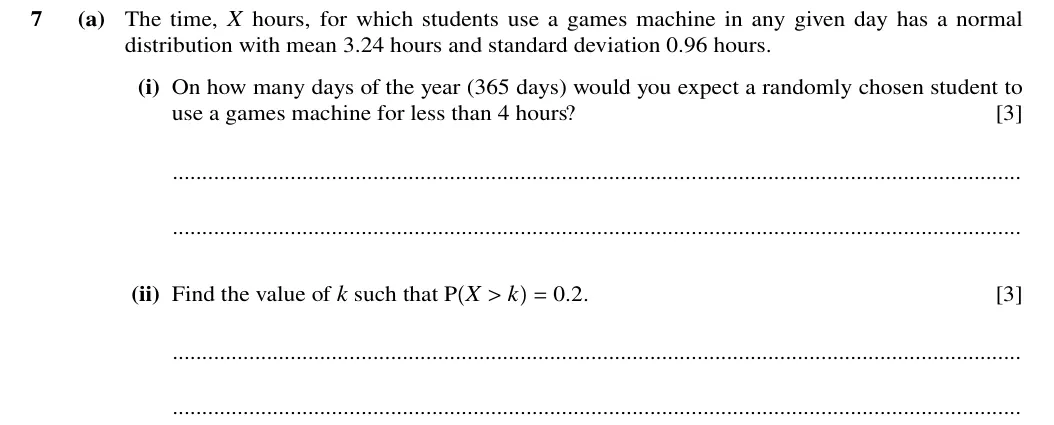 7 (a) The time, X hours, for which students use a games machine in any given day has a normal
distribution with mean 3.24 hours and standard deviation 0.96 hours.
(i) On how many days of the year (365 days) would you expect a randomly chosen student to
use a games machine for less than 4 hours? [3]
(ii) Find the value of k such that P(X > k) = 0.2. [3]